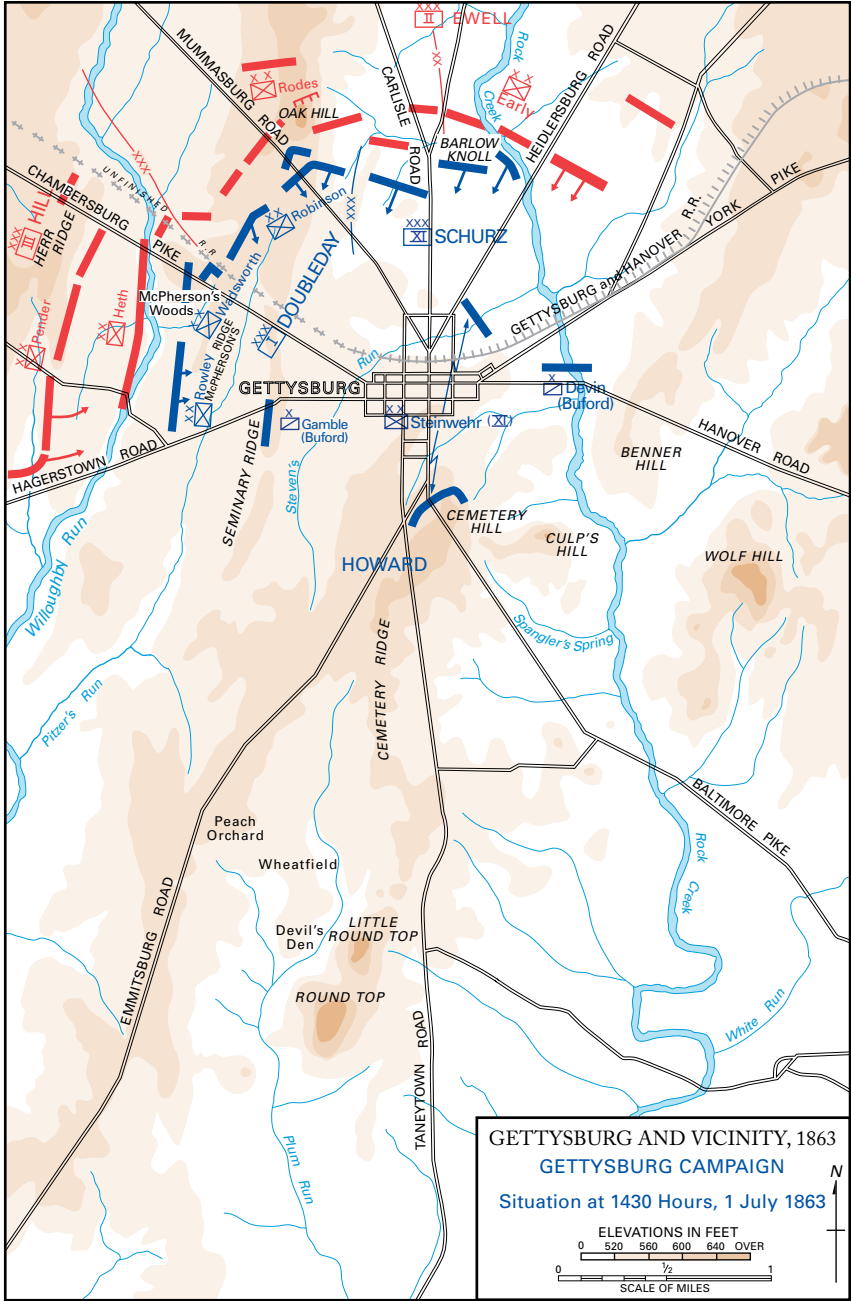 XXX
II
EWELL
XX
MUMMASBURG ROAD
XX
Rodes
OAK HILL
CARLISLE ROAD
Rock Creek
XX
Early
HEIDLERSBURG ROAD
BARLOW
KNOLL
XXX
UNFINISHED R.R
CHAMBERSBURG PIKE
XXX
III
HILL
HERR
RIDGE
XX
Robinson
XXX
XXX
XI
SCHURZ
YORK PIKE
GETTYSBURG and HANOVER R.R.
McPherson's
Woods
XX
Wadsworth
XXX
I
DOUBLEDAY
XX
Heth
XX
Pender
XX
Rowley
McPHERSON'S
RIDGE
Run
GETTYSBURG
X
Devin
(Buford)
X
Gamble
(Buford)
XX
Steinwehr (XI)
HANOVER ROAD
HAGERSTOWN ROAD
SEMINARY RIDGE
Steven's
BENNER
HILL
CEMETERY
HILL
CULP'S
HILL
WOLF HILL
HOWARD
Willoughby Run
Spangler's Spring
Pitzer's Run
CEMETERY RIDGE
BALTIMORE PIKE
Peach
Orchard
Wheatfield
Rock Creek
EMMITSBURG ROAD
Devil's
Den
LITTLE
ROUND TOP
ROUND TOP
White Run
TANEYTOWN ROAD
Plum Run
GETTYSBURG AND VICINITY, 1863
GETTYSBURG CAMPAIGN
N
Situation at 1430 Hours, 1 July 1863
ELEVATIONS IN FEET
0 520 560 600 640 OVER
0 1/2 1
SCALE OF MILES